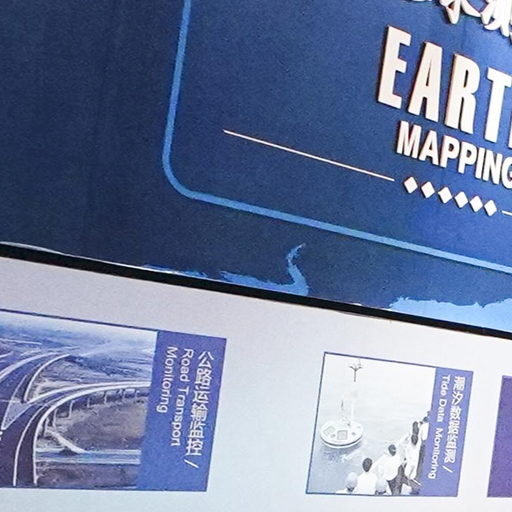 EARTH
MAPPING
公路运输监控 /
Road Transport
Monitoring
潮汐数据监测 /
Tide Data Monitoring